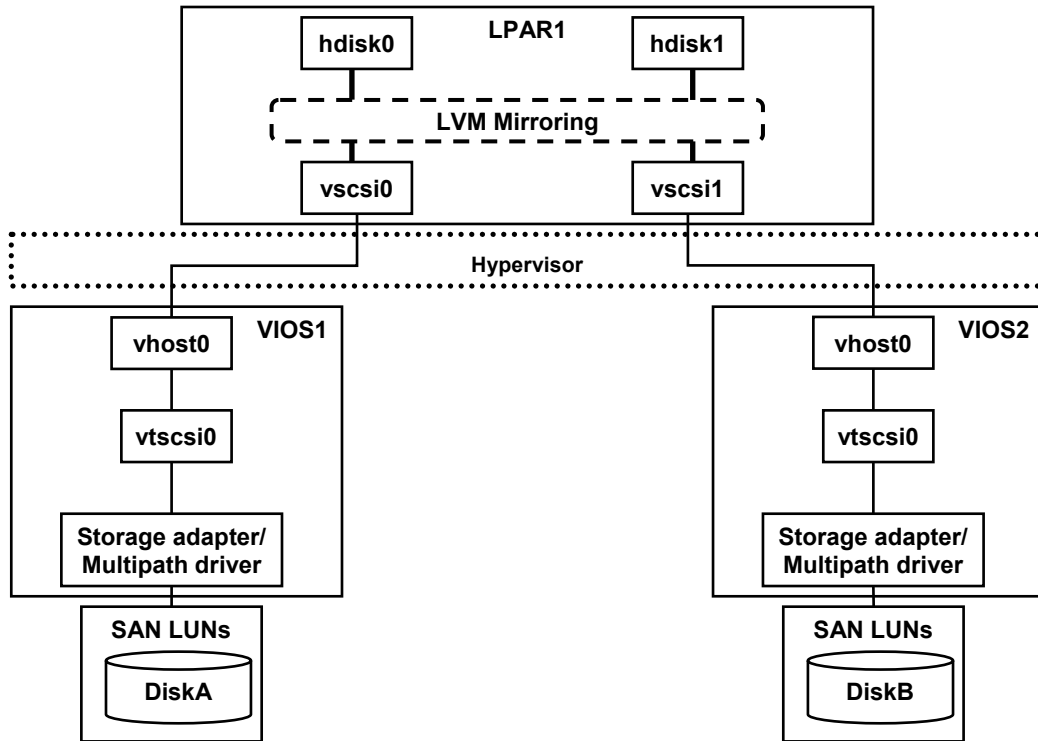 LPAR1
hdisk0
hdisk1
LVM Mirroring
vscsi0
vscsi1
Hypervisor
VIOS1
vhost0
vtscsi0
Storage adapter/
Multipath driver
SAN LUNs
DiskA
VIOS2
vhost0
vtscsi0
Storage adapter/
Multipath driver
SAN LUNs
DiskB